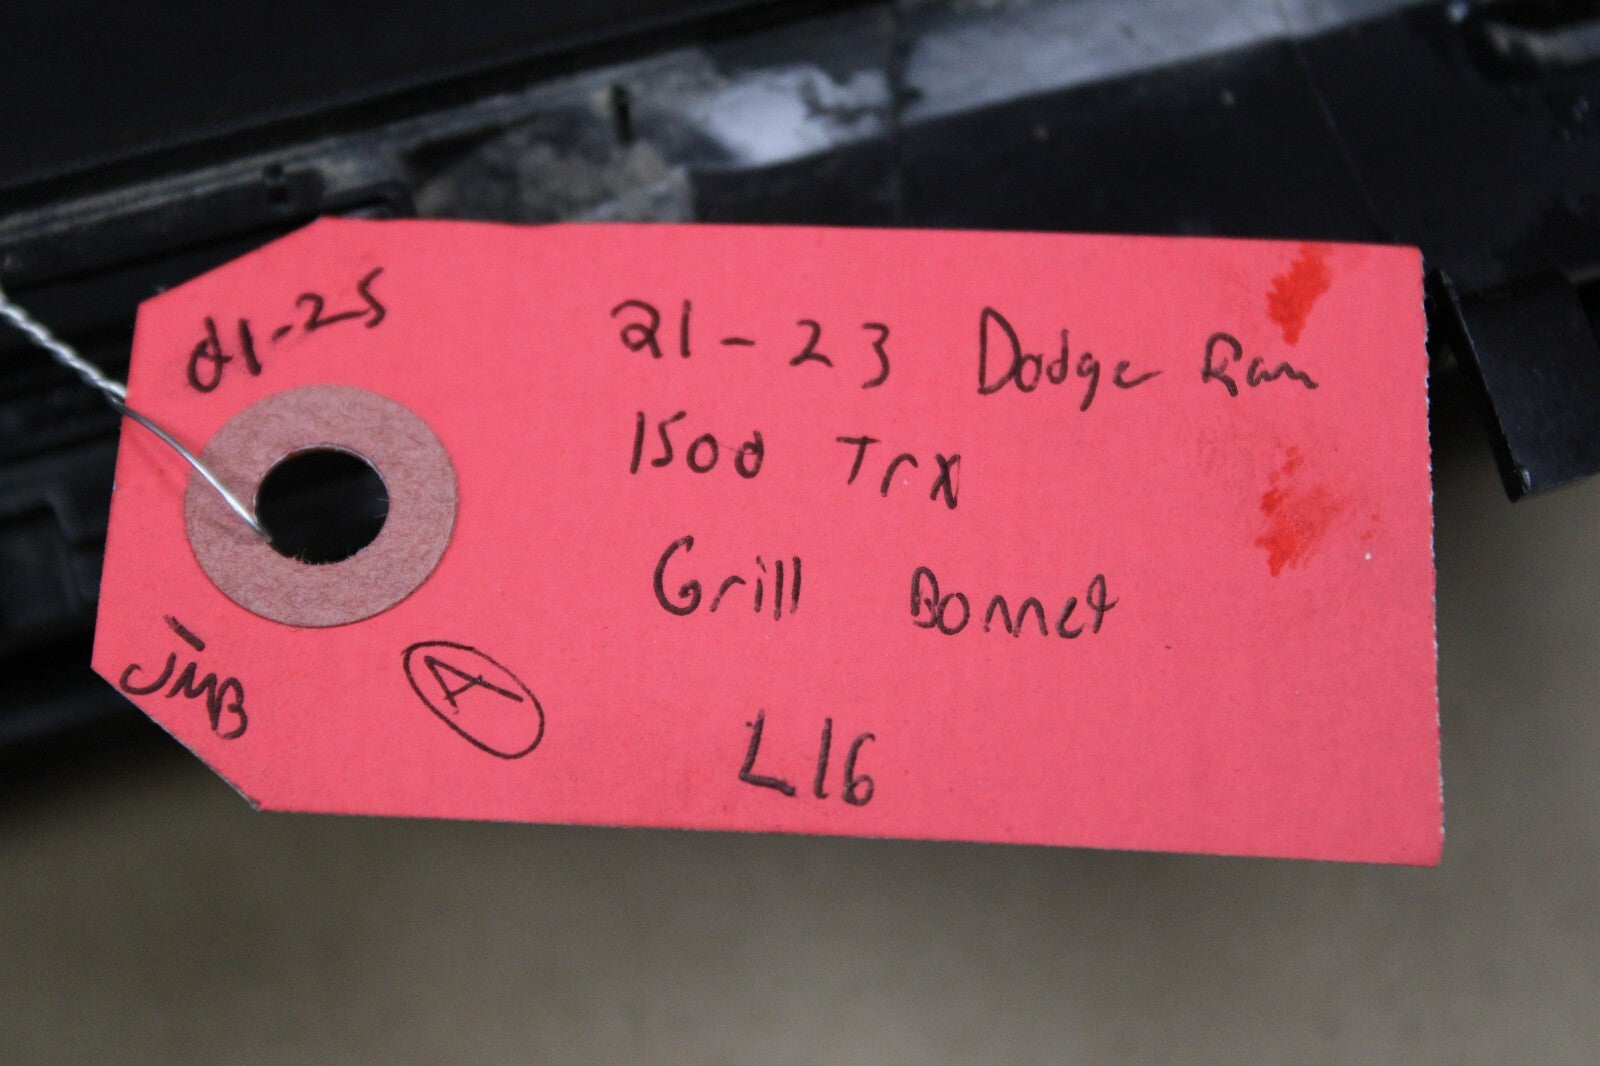 01-25
21-23 Dodge Ram
1500 Trx
Grill Bonnet
JMB
A
L16